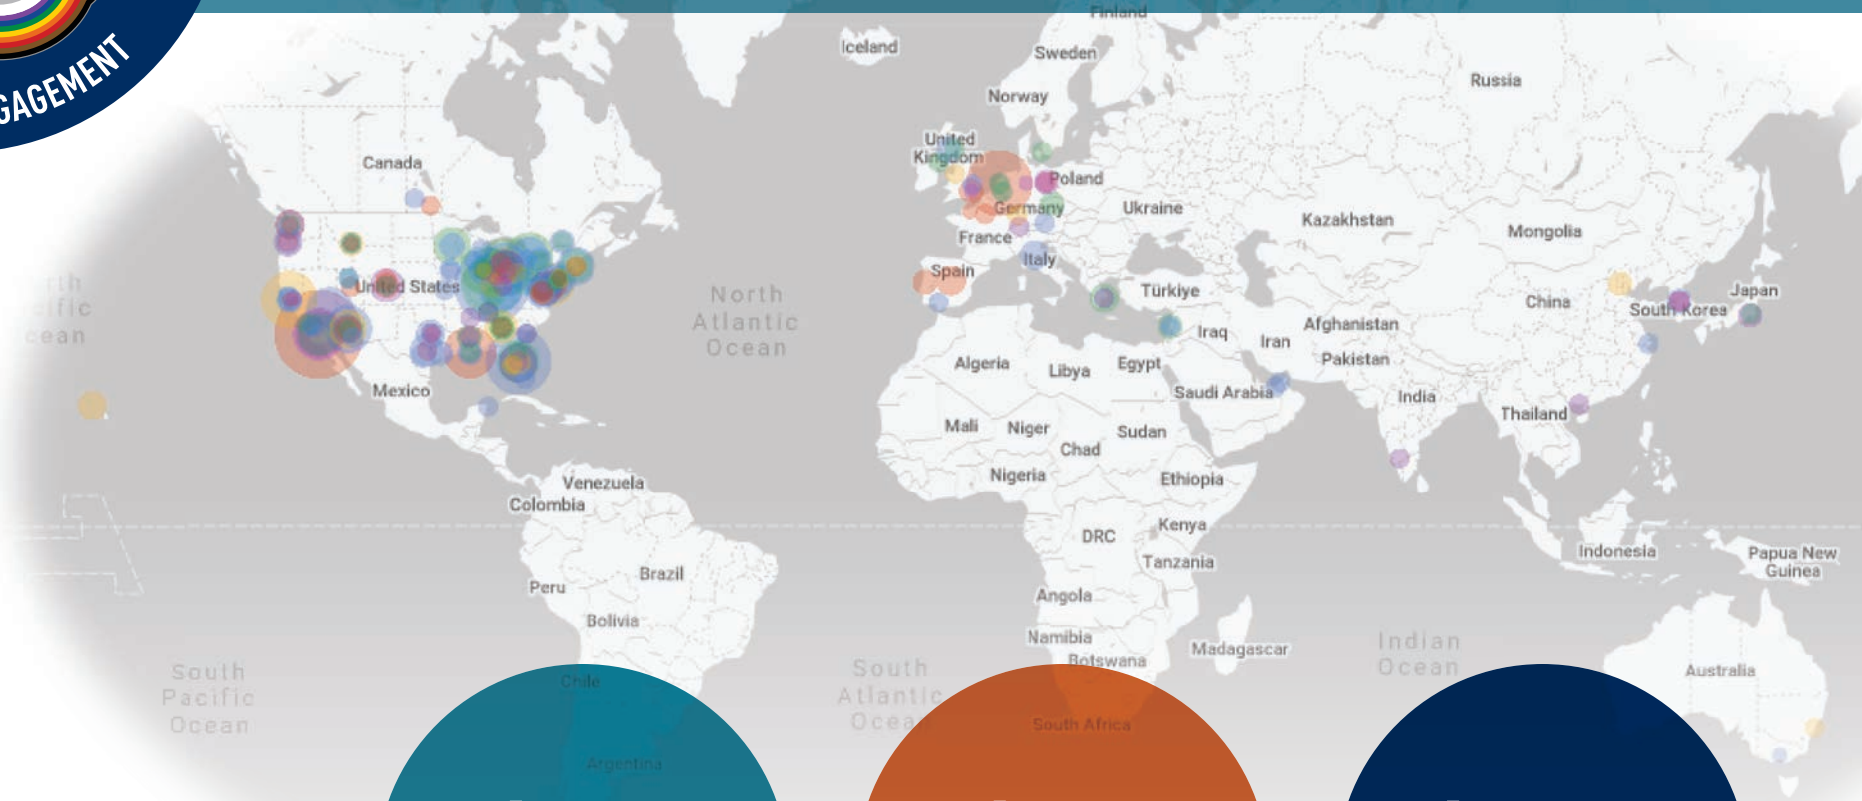 GAGEMENT
Finland
Iceland
Sweden
Russia
Norway
United
Kingdom
Canada
Poland
Germany
Ukraine
Kazakhstan
Mongolia
France
Italy
Spain
United States
North
Atlantic
Ocean
Türkiye
China
South Korea
Japan
Iraq
Iran
Afghanistan
Pakistan
Algeria
Libya
Egypt
Saudi Arabia
India
Thailand
Mexico
Mali
Niger
Chad
Sudan
Nigeria
Ethiopia
Venezuela
Colombia
DRC
Kenya
Tanzania
Indonesia
Papua New
Guinea
Peru
Brazil
Bolivia
Angola
Namibia
Botswana
Madagascar
Indian
Ocean
Australia
South
Pacific
Ocean
South
Atlantic
Ocean
Chile
South Africa
Argentina